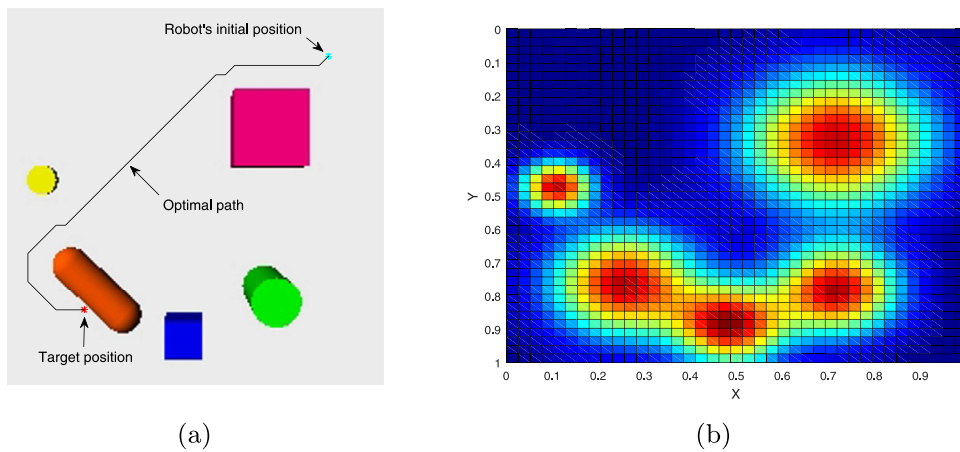 Robot's initial position
Optimal path
Target position
(a)
0
0.1
0.2
0.3
0.4
0.5
0.6
0.7
0.8
0.9
1
Y
0 0.1 0.2 0.3 0.4 0.5 0.6 0.7 0.8 0.9
X
(b)